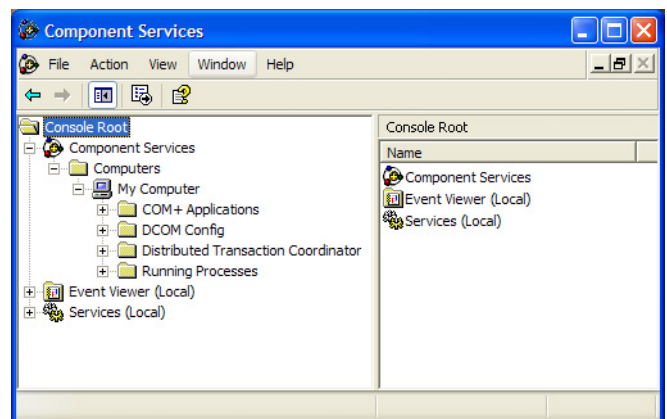 Component Services
File Action View Window Help
Console Root
Component Services
Computers
My Computer
COM+ Applications
DCOM Config
Distributed Transaction Coordinator
Running Processes
Event Viewer (Local)
Services (Local)
Console Root
Name
Component Services
Event Viewer (Local)
Services (Local)